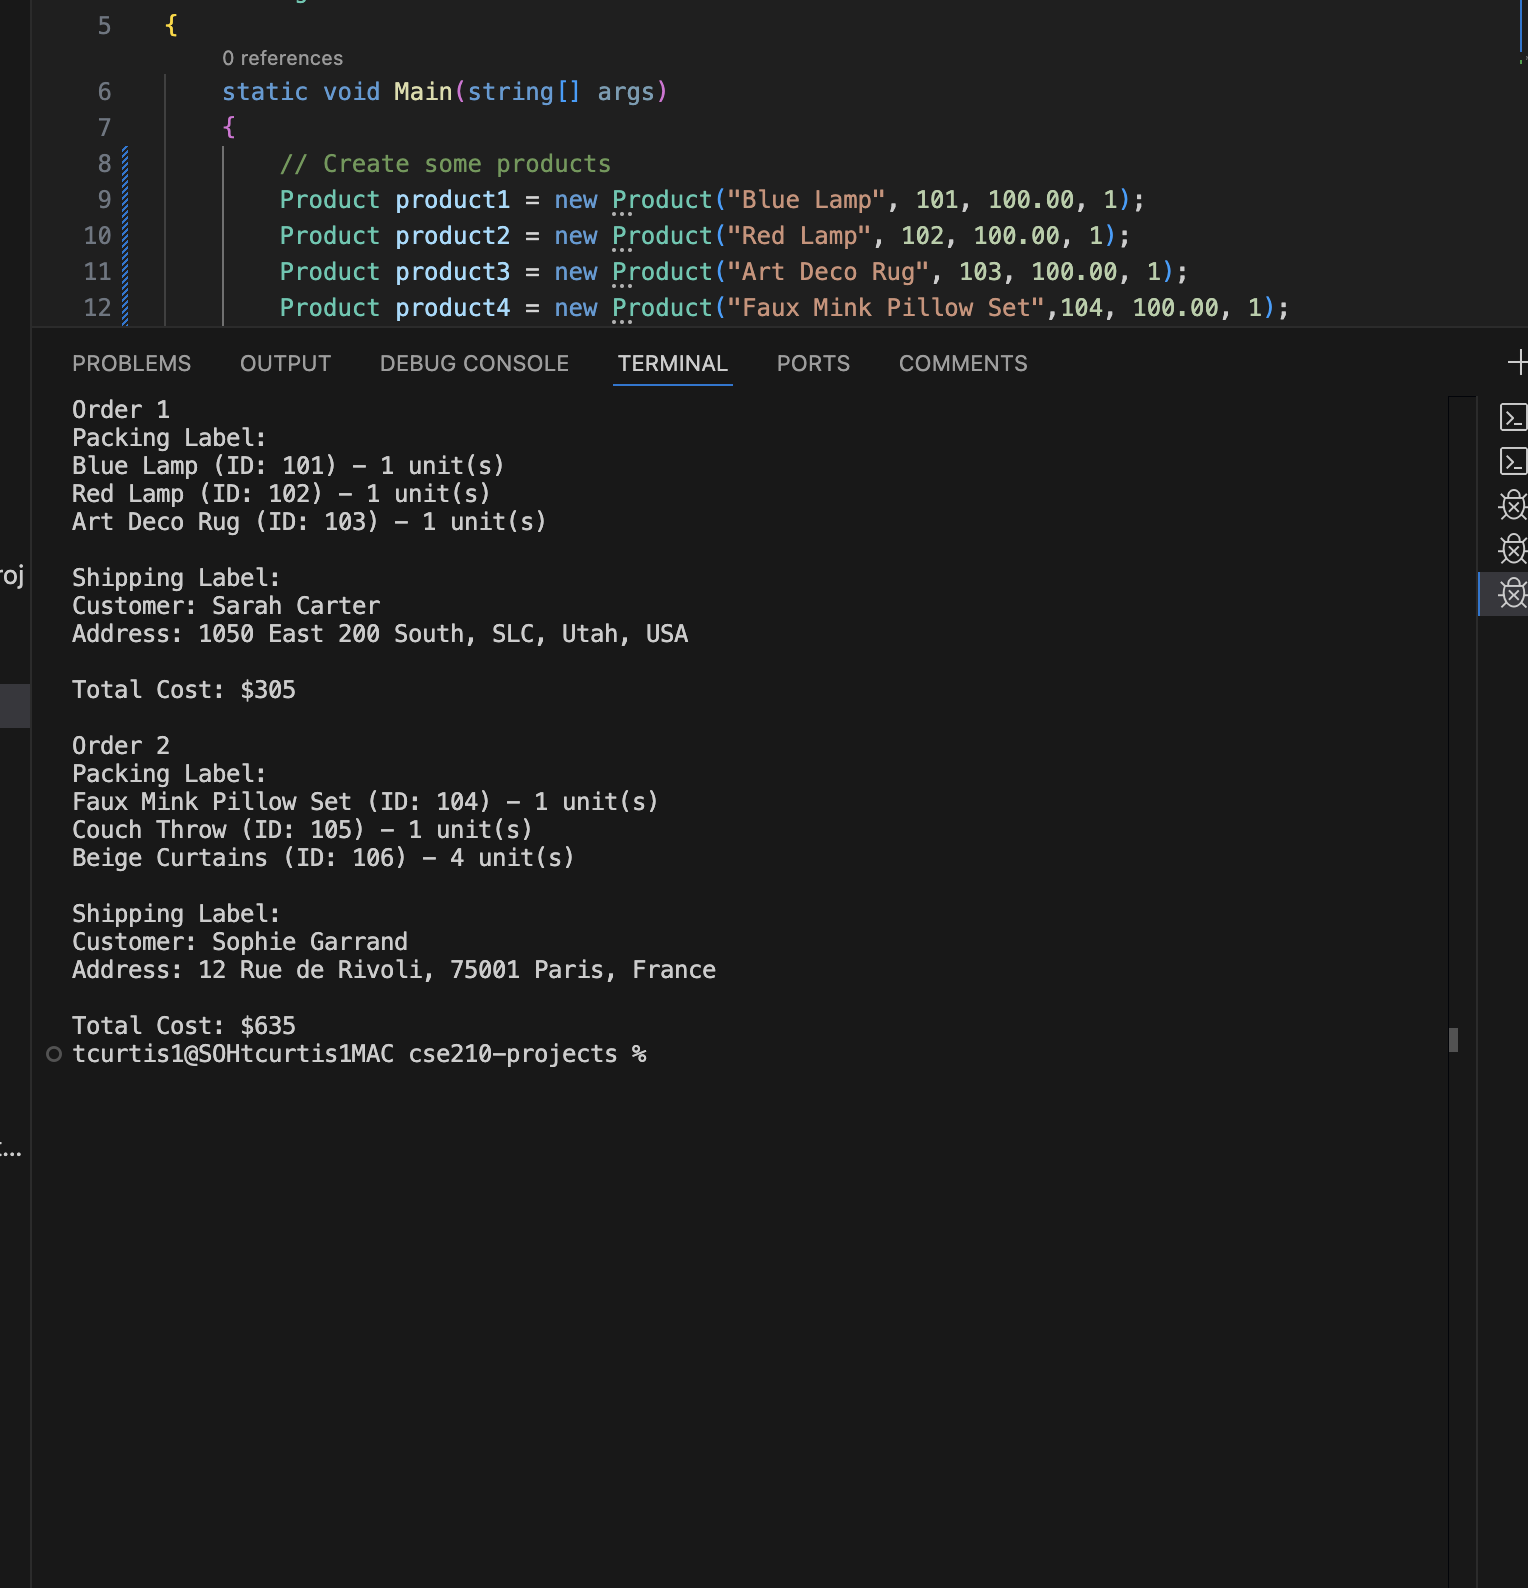 5 {
0 references
6 static void Main(string[] args)
7 {
8 // Create some products
9 Product product1 = new Product("Blue Lamp", 101, 100.00, 1);
10 Product product2 = new Product("Red Lamp", 102, 100.00, 1);
11 Product product3 = new Product("Art Deco Rug", 103, 100.00, 1);
12 Product product4 = new Product("Faux Mink Pillow Set",104, 100.00, 1);
PROBLEMS OUTPUT DEBUG CONSOLE TERMINAL PORTS COMMENTS
Order 1
Packing Label:
Blue Lamp (ID: 101) - 1 unit(s)
Red Lamp (ID: 102) - 1 unit(s)
Art Deco Rug (ID: 103) - 1 unit(s)
roj
Shipping Label:
Customer: Sarah Carter
Address: 1050 East 200 South, SLC, Utah, USA
Total Cost: $305
Order 2
Packing Label:
Faux Mink Pillow Set (ID: 104) - 1 unit(s)
Couch Throw (ID: 105) - 1 unit(s)
Beige Curtains (ID: 106) - 4 unit(s)
Shipping Label:
Customer: Sophie Garrand
Address: 12 Rue de Rivoli, 75001 Paris, France
Total Cost: $635
tcurtis1@SOHtcurtis1MAC cse210-projects %